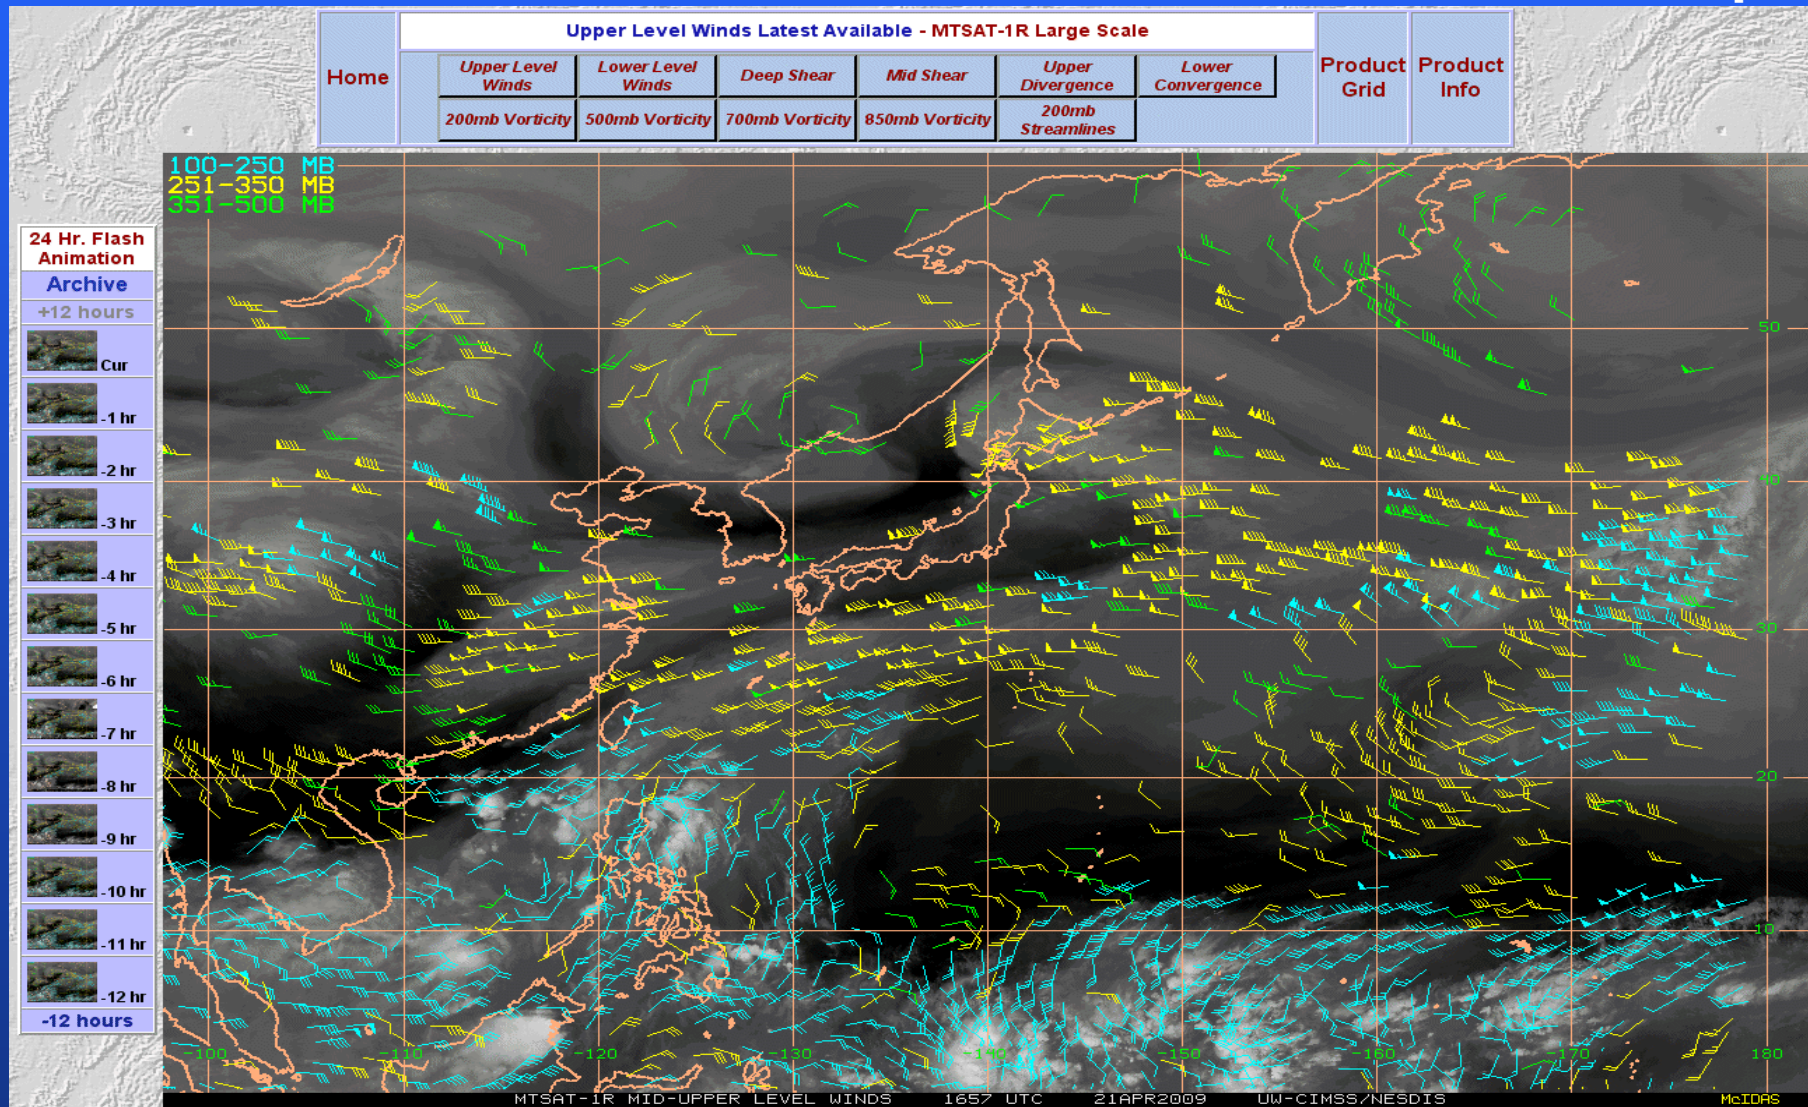 Upper Level Winds Latest Available - MTSAT-1R Large Scale
Home
Upper Level Winds
Lower Level Winds
Deep Shear
Mid Shear
Upper Divergence
Lower Convergence
Product Grid
Product Info
200mb Vorticity
500mb Vorticity
700mb Vorticity
850mb Vorticity
200mb Streamlines
100-250 MB
251-350 MB
351-500 MB
24 Hr. Flash Animation
Archive
+12 hours
Cur
-1 hr
-2 hr
-3 hr
-4 hr
-5 hr
-6 hr
-7 hr
-8 hr
-9 hr
-10 hr
-11 hr
-12 hr
-12 hours
50
40
30
20
10
-100
-110
-120
-130
-140
-150
-160
-170
180
MTSAT-1R MID-UPPER LEVEL WINDS 1657 UTC 21APR2009 UW-CIMSS/NESDIS McIDAS